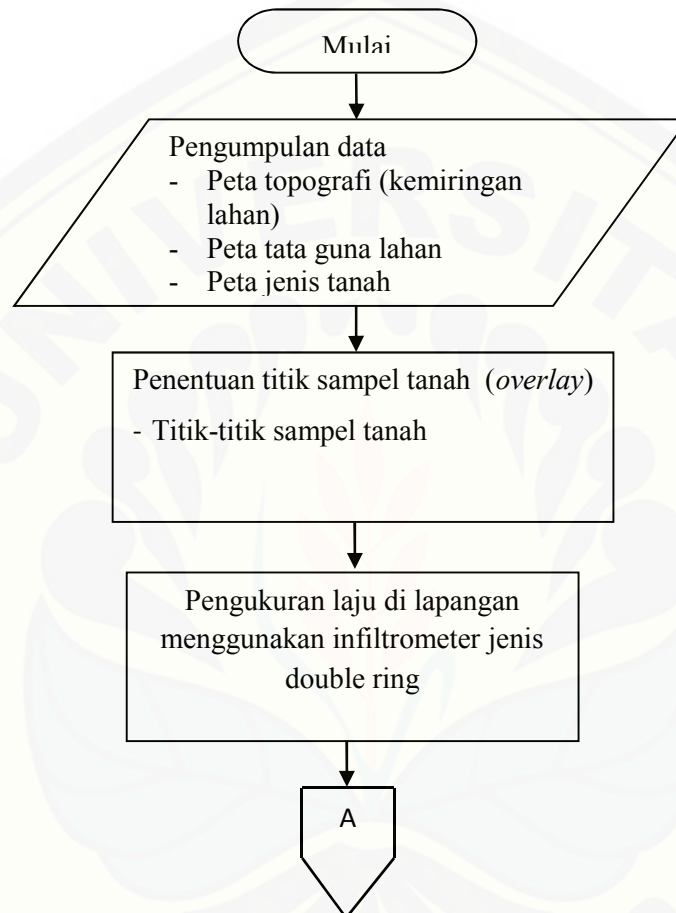 Mulai
Pengumpulan data
- Peta topografi (kemiringan
lahan)
- Peta tata guna lahan
- Peta jenis tanah
Penentuan titik sampel tanah (overlay)
- Titik-titik sampel tanah
Pengukuran laju di lapangan
menggunakan infiltrometer jenis
double ring
A
UNIVERSITA